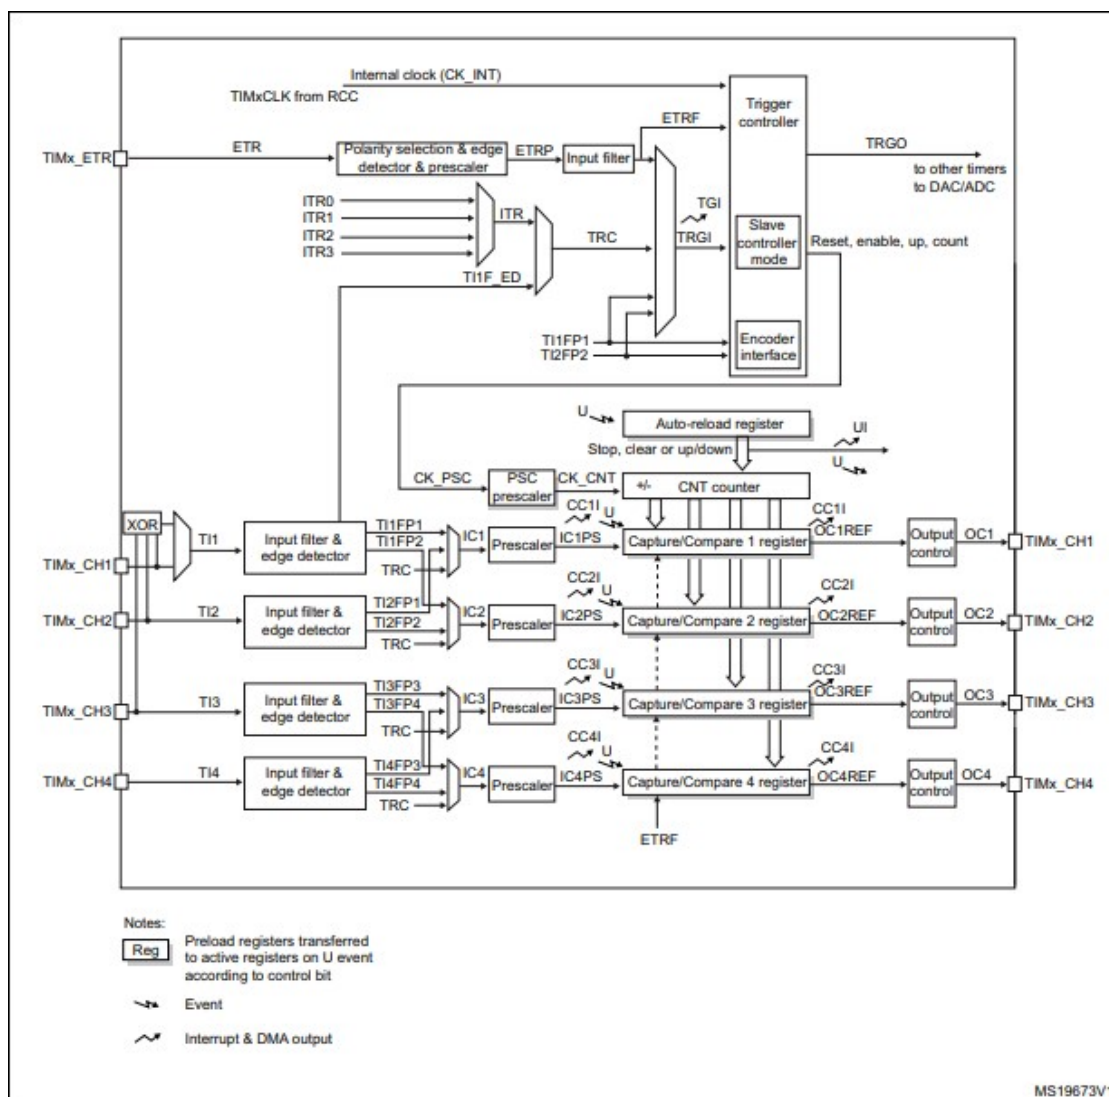 Internal clock (CK_INT)
TIMxCLK from RCC
Trigger
controller
ETRF
TRGO
to other timers
to DAC/ADC
TIMx_ETR
ETR
Polarity selection & edge
detector & prescaler
ETRP
Input filter
ITR0
ITR1
ITR2
ITR3
ITR
TRC
TGI
TRGI
Slave
controller
mode
Reset, enable, up, count
TI1F_ED
TI1FP1
TI2FP2
Encoder
interface
U
Auto-reload register
UI
Stop, clear or up/down
U
CK_PSC
PSC
prescaler
CK_CNT
+/-
CNT counter
XOR
TI1
TIMx_CH1
Input filter &
edge detector
TI1FP1
TI1FP2
TRC
IC1
Prescaler
CC1I
U
IC1PS
Capture/Compare 1 register
CC1I
OC1REF
Output
control
OC1
TIMx_CH1
TIMx_CH2
TI2
Input filter &
edge detector
TI2FP1
TI2FP2
TRC
IC2
Prescaler
CC2I
U
IC2PS
Capture/Compare 2 register
CC2I
OC2REF
Output
control
OC2
TIMx_CH2
TIMx_CH3
TI3
Input filter &
edge detector
TI3FP3
TI3FP4
TRC
IC3
Prescaler
CC3I
U
IC3PS
Capture/Compare 3 register
CC3I
OC3REF
Output
control
OC3
TIMx_CH3
TIMx_CH4
TI4
Input filter &
edge detector
TI4FP3
TI4FP4
TRC
IC4
Prescaler
CC4I
U
IC4PS
Capture/Compare 4 register
CC4I
OC4REF
Output
control
OC4
TIMx_CH4
ETRF
Notes:
Reg
Preload registers transferred
to active registers on U event
according to control bit
Event
Interrupt & DMA output
MS19673V1